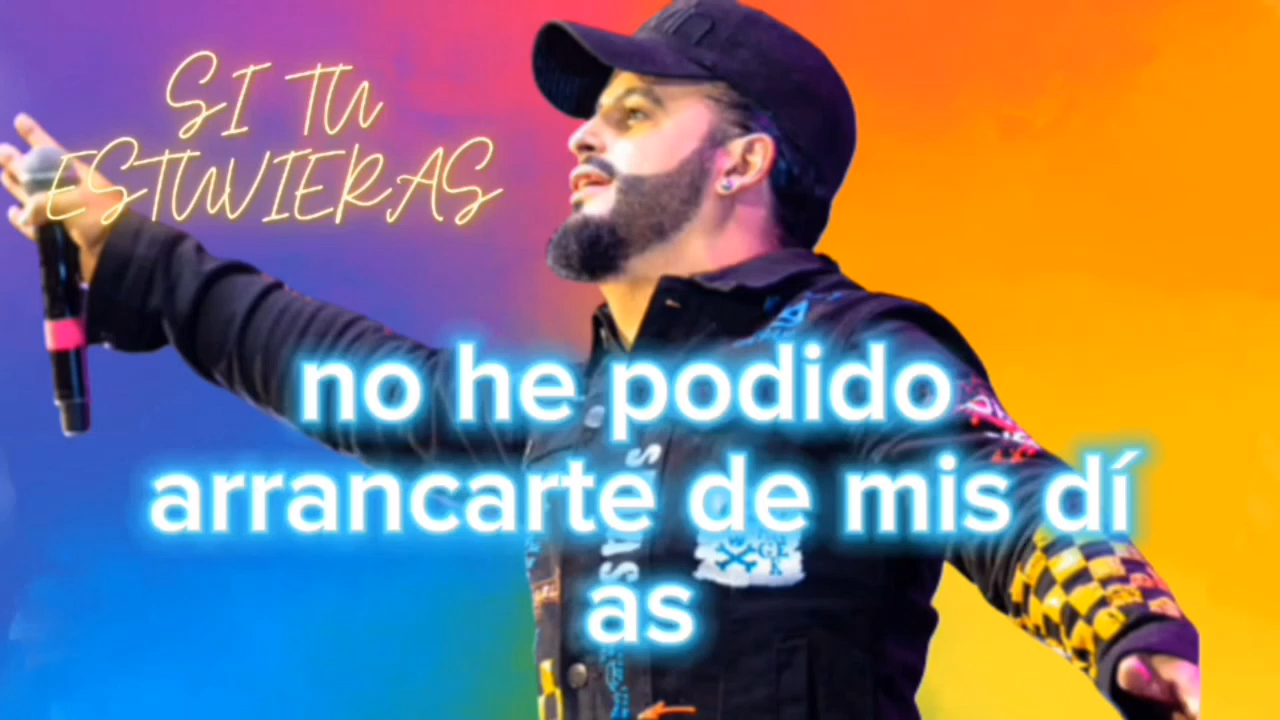 SI TU
ESTUVIERAS
no he podido
arrancarte de mis dí
as